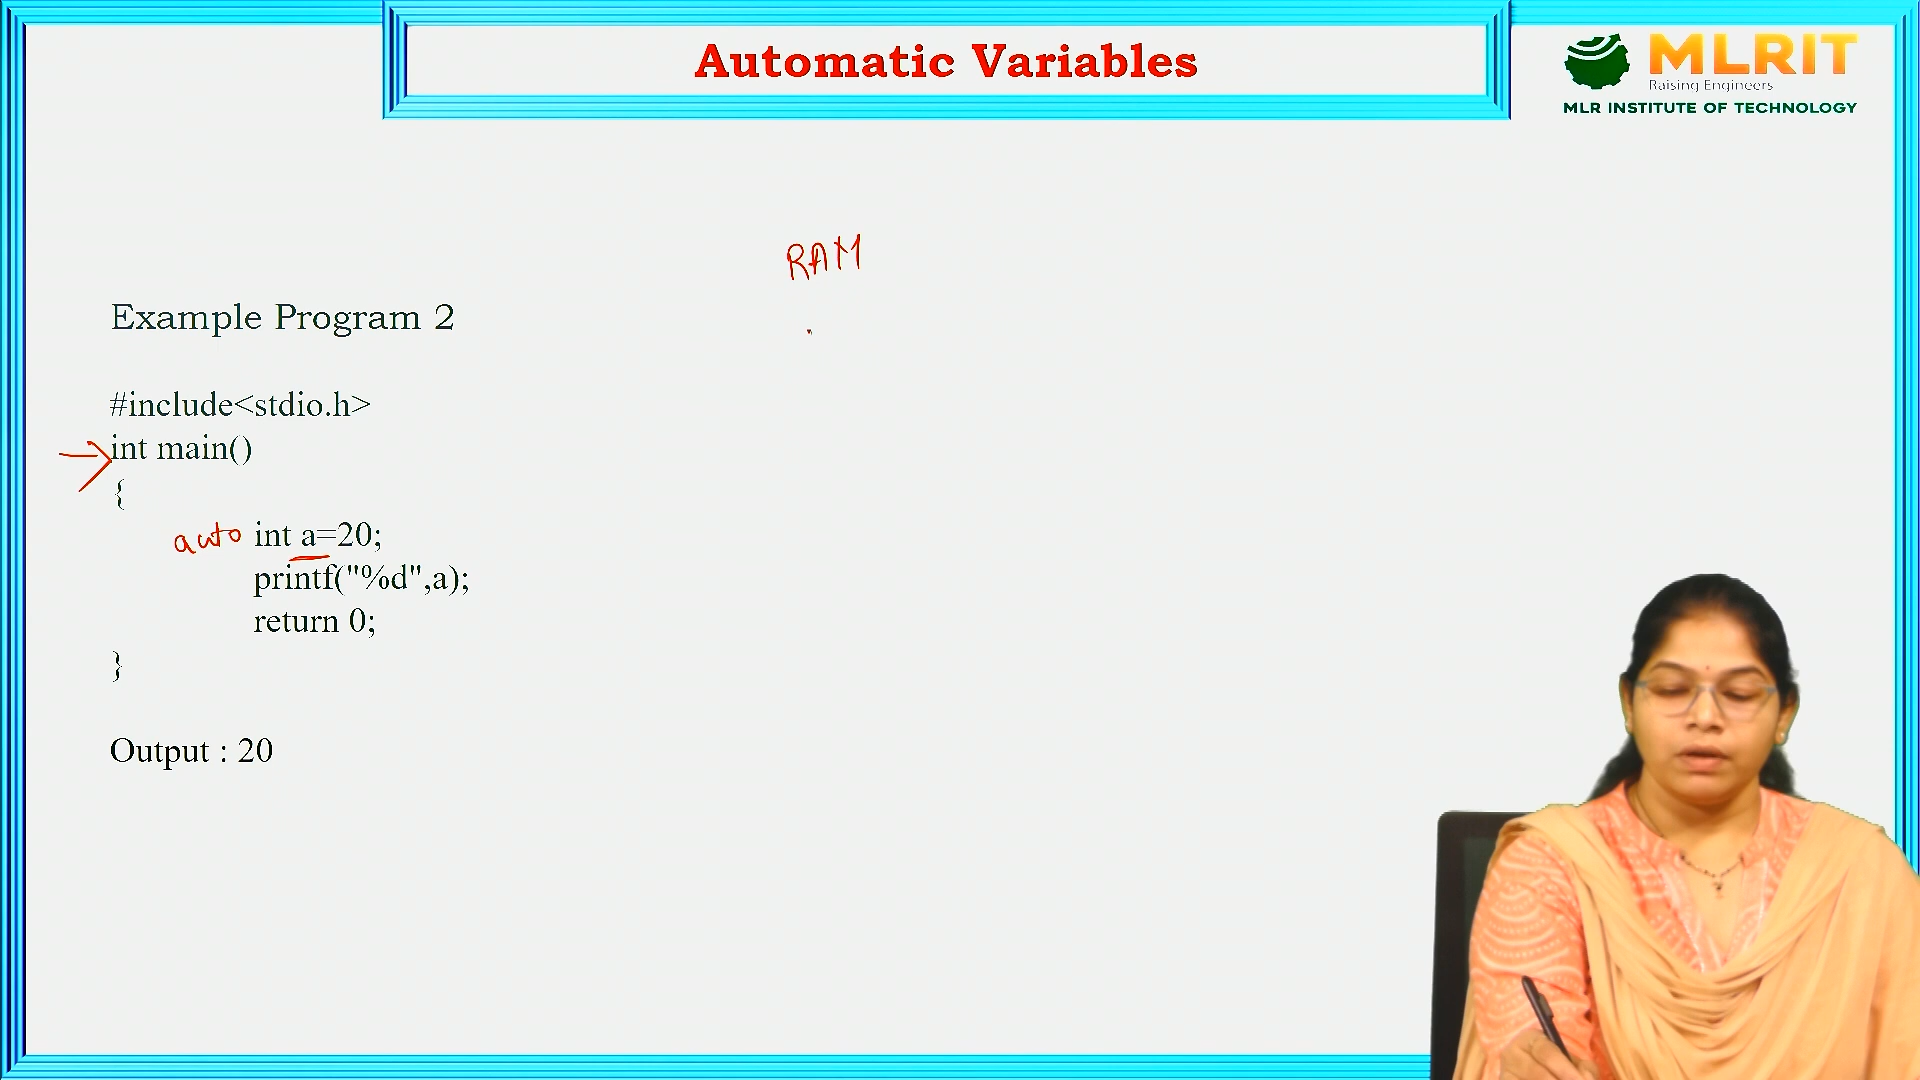 Automatic Variables
MLRIT
Raising Engineers
MLR INSTITUTE OF TECHNOLOGY
RAM
Example Program 2
#include<stdio.h>
int main()
{
auto int a=20;
printf("%d",a);
return 0;
}
Output : 20